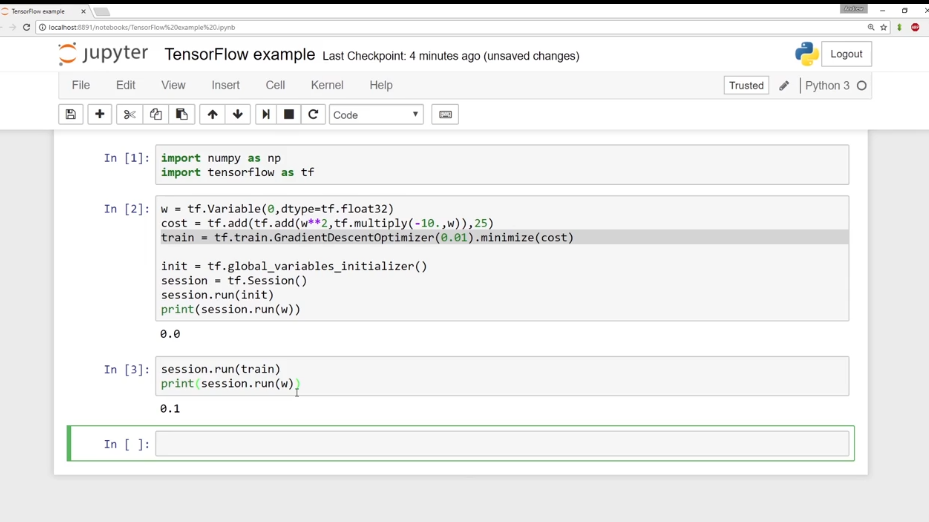 TensorFlow example
localhost:8891/notebooks/TensorFlow%20example%20.ipynb
jupyter TensorFlow example Last Checkpoint: 4 minutes ago (unsaved changes) Logout
File Edit View Insert Cell Kernel Help Trusted Python 3
Code
In [1]: import numpy as np
import tensorflow as tf
In [2]: w = tf.Variable(0,dtype=tf.float32)
cost = tf.add(tf.add(w**2,tf.multiply(-10.,w)),25)
train = tf.train.GradientDescentOptimizer(0.01).minimize(cost)
init = tf.global_variables_initializer()
session = tf.Session()
session.run(init)
print(session.run(w))
0.0
In [3]: session.run(train)
print(session.run(w))
0.1
In [ ]: